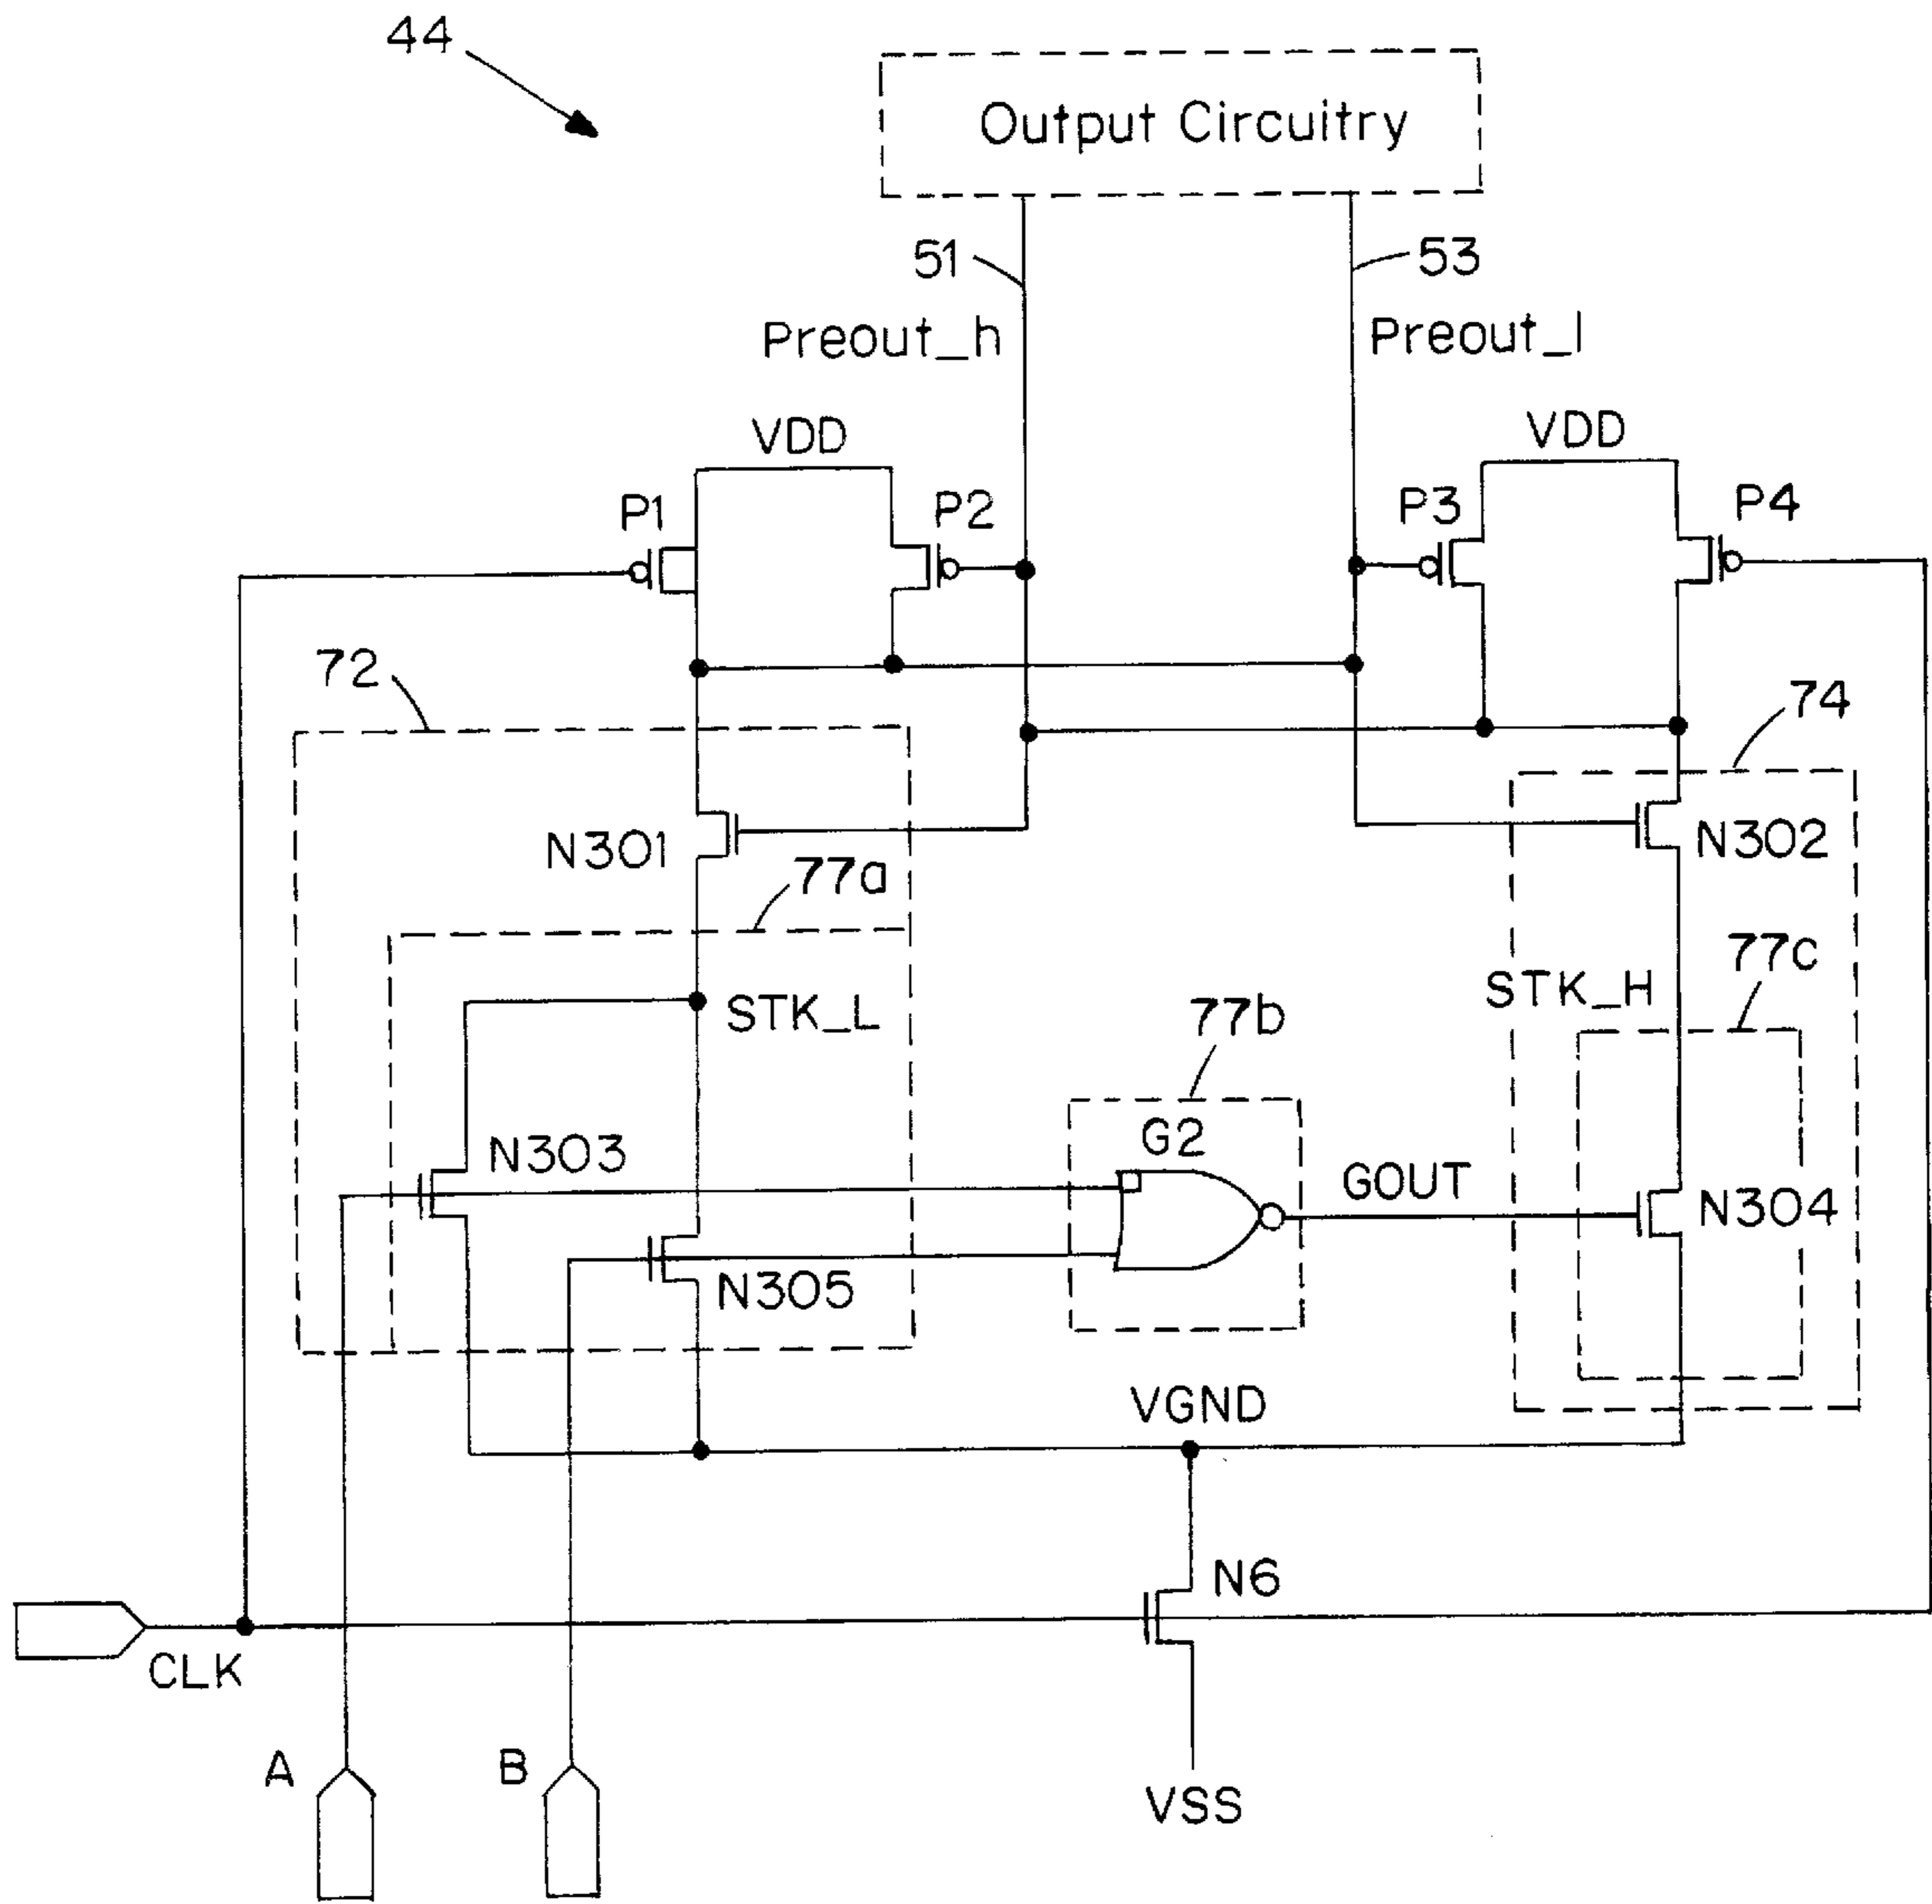 44
Output Circuitry
51
53
Preout_h
Preout_l
VDD
VDD
P1
P2
P3
P4
72
74
N301
N302
77a
77c
STK_L
STK_H
77b
N303
G2
GOUT
N304
N305
VGND
N6
CLK
A
B
VSS